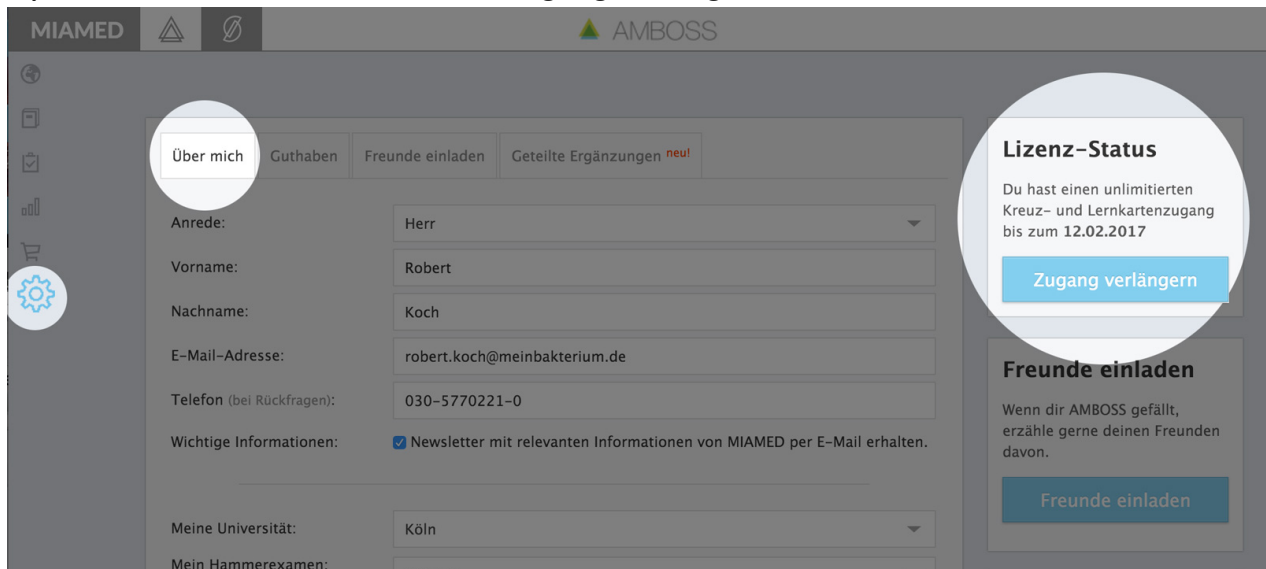 MIAMED
AMBOSS
Über mich
Guthaben
Freunde einladen
Geteilte Ergänzungen neu!
Anrede:
Herr
Vorname:
Robert
Nachname:
Koch
E-Mail-Adresse:
robert.koch@meinbakterium.de
Telefon (bei Rückfragen):
030-5770221-0
Wichtige Informationen:
Newsletter mit relevanten Informationen von MIAMED per E-Mail erhalten.
Meine Universität:
Köln
Mein Hammerexamen:
Lizenz-Status
Du hast einen unlimitierten
Kreuz- und Lernkartenzugang
bis zum 12.02.2017
Zugang verlängern
Freunde einladen
Wenn dir AMBOSS gefällt,
erzähle gerne deinen Freunden
davon.
Freunde einladen